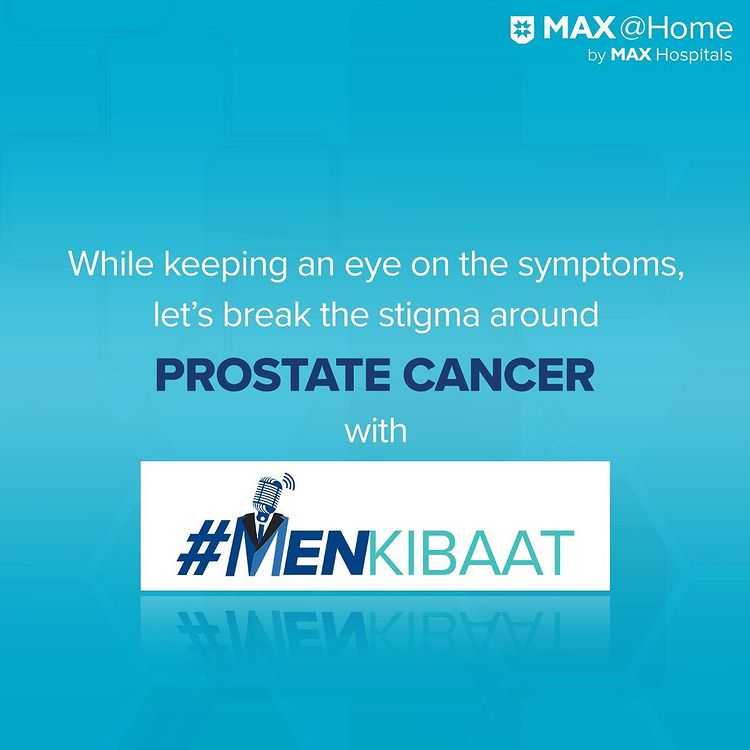 MAX @Home
by MAX Hospitals
While keeping an eye on the symptoms,
let's break the stigma around
PROSTATE CANCER
with
#MENKIBAAT
#MENKIBAAT